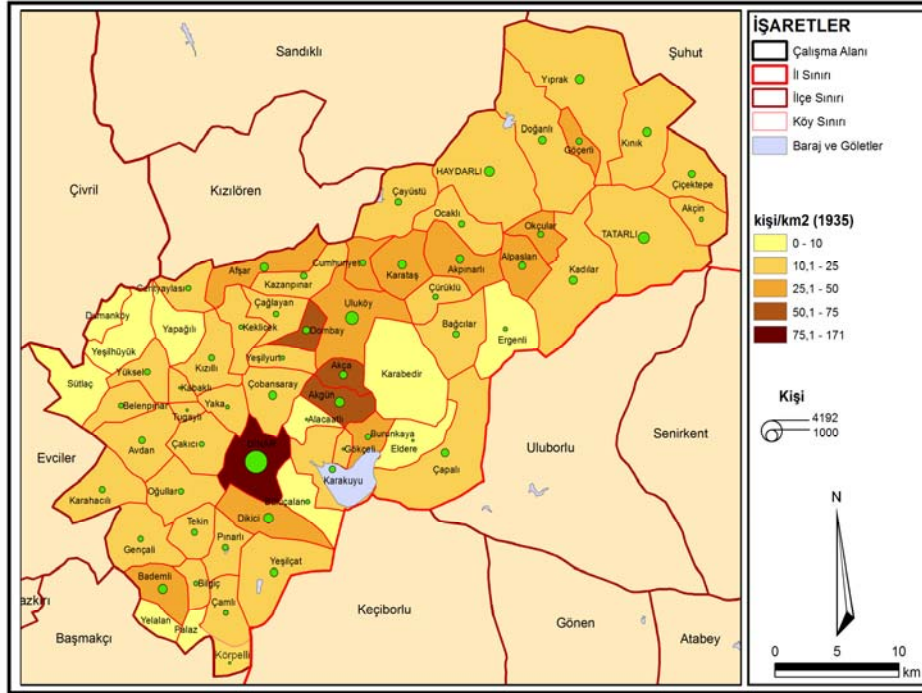 Sandıklı
Şuhut
Yıprak
Doğanlı
Göçerli
Kınık
HAYDARLI
Çiçektepe
Çivril
Kızılören
Çayüstü
Akçin
Ocaklı
Okçular
TATARLI
Cumhuriyet
Afşar
Karataş
Akpınarlı
Alpaslan
Kazanpınar
Kadılar
Çürüklü
Çağlayan
Uluköy
Dumanköy
Yapağılı
Keklicek
Dombay
Bağcılar
Ergenli
Yeşilhüyük
Yeşilyurt
Sütlaç
Yüksel
Kızıllı
Akça
Karabedir
Kabaklı
Çobansaray
Belenpınar
Yaka
Akgün
Tugaylı
Alacaatlı
Burunkaya
Senirkent
Uluborlu
Evciler
Avdan
Çakıcı
Gökçeli
Eldere
Çapalı
Karakuyu
Karahacılı
Oğullar
Dikici
Tekin
Gençali
Pınarlı
Yeşilçat
Bademli
Bilgiç
Çamlı
Keçiborlu
Gönen
Başmakçı
Yelalan
Palaz
Atabey
Körpelli
İŞARETLER
Çalışma Alanı
İl Sınırı
İlçe Sınırı
Köy Sınırı
Baraj ve Göletler
kişi/km2 (1935)
0 - 10
10,1 - 25
25,1 - 50
50,1 - 75
75,1 - 171
Kişi
4192
1000
N
0 5 10
km